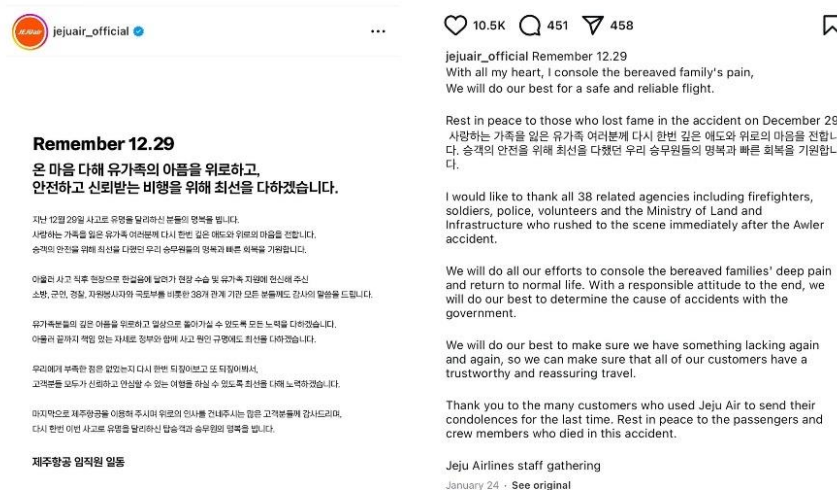 JEJUair
jejuair_official
Remember 12.29
온 마음 다해 유가족의 아픔을 위로하고,
안전하고 신뢰받는 비행을 위해 최선을 다하겠습니다.
지난 12월 29일 사고로 유명을 달리하신 분들의 명복을 빕니다.
사랑하는 가족을 잃은 유가족 여러분께 다시 한번 깊은 애도와 위로의 마음을 전합니다.
승객의 안전을 위해 최선을 다했던 우리 승무원들의 명복과 빠른 회복을 기원합니다.
아울러 사고 직후 현장으로 한걸음에 달려가 현장 수습 및 유가족 지원에 헌신해 주신
소방, 군인, 경찰, 자원봉사자와 국토부를 비롯한 38개 관계 기관 모든 분들께도 감사의 말씀을 드립니다.
유가족분들의 깊은 아픔을 위로하고 일상으로 돌아가실 수 있도록 모든 노력을 다하겠습니다.
아울러 끝까지 책임 있는 자세로 정부와 함께 사고 원인 규명에도 최선을 다하겠습니다.
우리에게 부족한 점은 없었는지 다시 한번 되짚어보고 또 되짚어봐서,
고객분들 모두가 신뢰하고 안심할 수 있는 여행을 하실 수 있도록 최선을 다해 노력하겠습니다.
마지막으로 제주항공을 이용해 주시며 위로의 인사를 건네주시는 많은 고객분들께 감사드리며,
다시 한번 이번 사고로 유명을 달리하신 탑승객과 승무원의 명복을 빕니다.
제주항공 임직원 일동
10.5K 451 458
jejuair_official Remember 12.29
With all my heart, I console the bereaved family's pain,
We will do our best for a safe and reliable flight.
Rest in peace to those who lost fame in the accident on December 29
사랑하는 가족을 잃은 유가족 여러분께 다시 한번 깊은 애도와 위로의 마음을 전합니
다. 승객의 안전을 위해 최선을 다했던 우리 승무원들의 명복과 빠른 회복을 기원합니
다.
I would like to thank all 38 related agencies including firefighters,
soldiers, police, volunteers and the Ministry of Land and
Infrastructure who rushed to the scene immediately after the Awler
accident.
We will do all our efforts to console the bereaved families' deep pain
and return to normal life. With a responsible attitude to the end, we
will do our best to determine the cause of accidents with the
government.
We will do our best to make sure we have something lacking again
and again, so we can make sure that all of our customers have a
trustworthy and reassuring travel.
Thank you to the many customers who used Jeju Air to send their
condolences for the last time. Rest in peace to the passengers and
crew members who died in this accident.
Jeju Airlines staff gathering
January 24 · See original